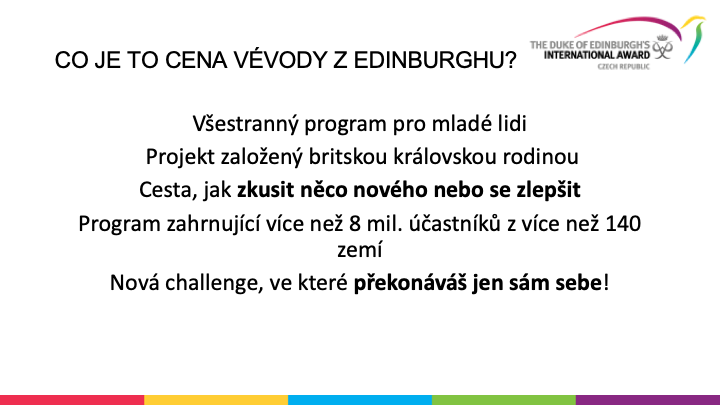 CO JE TO CENA VÉVODY Z EDINBURGHU?
THE DUKE OF EDINBURGH'S
INTERNATIONAL AWARD
CZECH REPUBLIC
Všestranný program pro mladé lidi
Projekt založený britskou královskou rodinou
Cesta, jak zkusit něco nového nebo se zlepšit
Program zahrnující více než 8 mil. účastníků z více než 140
zemí
Nová challenge, ve které překonáváš jen sám sebe!